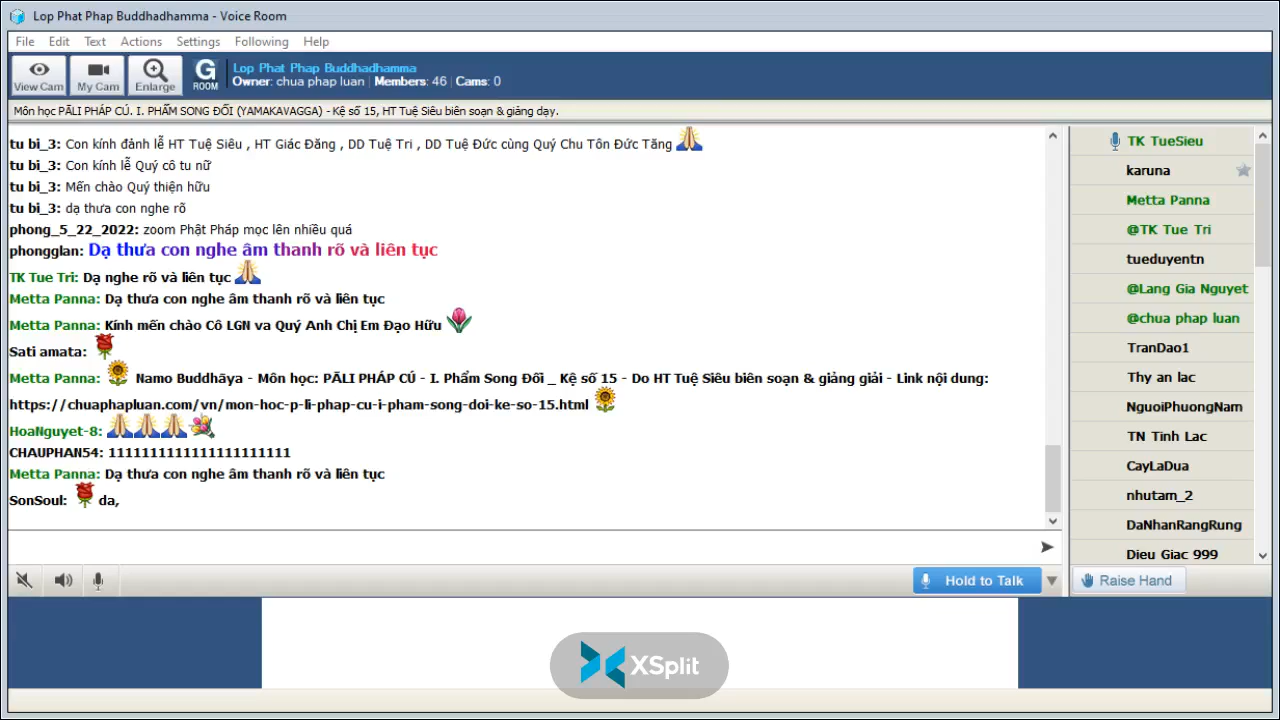 Lop Phat Phap Buddhadhamma - Voice Room
File Edit Text Actions Settings Following Help
View Cam My Cam Enlarge G ROOM
Lop Phat Phap Buddhadhamma
Owner: chua phap luan | Members: 46 | Cams: 0
Môn học PÃLI PHÁP CÚ. I. PHẨM SONG ĐỐI (YAMAKAVAGGA) - Kệ số 15, HT Tuệ Siêu biên soạn & giảng dạy.
tu bi_3: Con kính đảnh lễ HT Tuệ Siêu , HT Giác Đăng , DD Tuệ Tri , DD Tuệ Đức cùng Quý Chu Tôn Đức Tăng
tu bi_3: Con kính lễ Quý cô tu nữ
tu bi_3: Mến chào Quý thiện hữu
tu bi_3: dạ thưa con nghe rõ
phong_5_22_2022: zoom Phật Pháp mọc lên nhiều quá
phongglan: Dạ thưa con nghe âm thanh rõ và liên tục
TK Tue Tri: Dạ nghe rõ và liên tục
Metta Panna: Dạ thưa con nghe âm thanh rõ và liên tục
Metta Panna: Kính mến chào Cô LGN va Quý Anh Chị Em Đạo Hữu
Sati amata:
Metta Panna: Namo Buddhãya - Môn học: PÃLI PHÁP CÚ - I. Phẩm Song Đối _ Kệ số 15 - Do HT Tuệ Siêu biên soạn & giảng giải - Link nội dung:
https://chuaphapluan.com/vn/mon-hoc-p-li-phap-cu-i-pham-song-doi-ke-so-15.html
HoaNguyet-8:
CHAUPHAN54: 1111111111111111111111
Metta Panna: Dạ thưa con nghe âm thanh rõ và liên tục
SonSoul: da,
TK TueSieu
karuna
Metta Panna
@TK Tue Tri
tueduyentn
@Lang Gia Nguyet
@chua phap luan
TranDao1
Thy an lac
NguoiPhuongNam
TN Tinh Lac
CayLaDua
nhutam_2
DaNhanRangRung
Dieu Giac 999
Hold to Talk
Raise Hand
XSplit